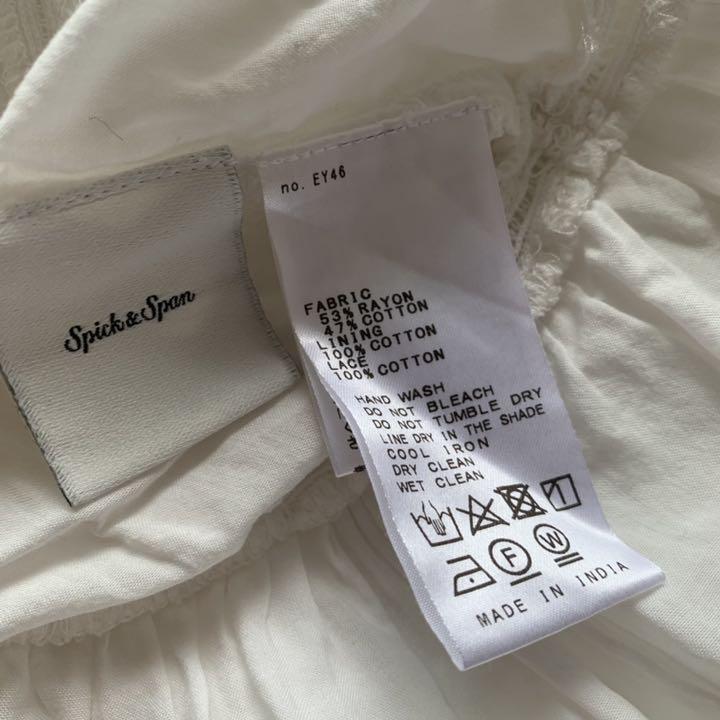 Spick & Span
no. EY46
FABRIC
53% RAYON
47% COTTON
LINING
100% COTTON
LACE
100% COTTON
HAND WASH
DO NOT BLEACH
DO NOT TUMBLE DRY
LINE DRY IN THE SHADE
COOL IRON
DRY CLEAN
WET CLEAN
F
W
MADE IN INDIA